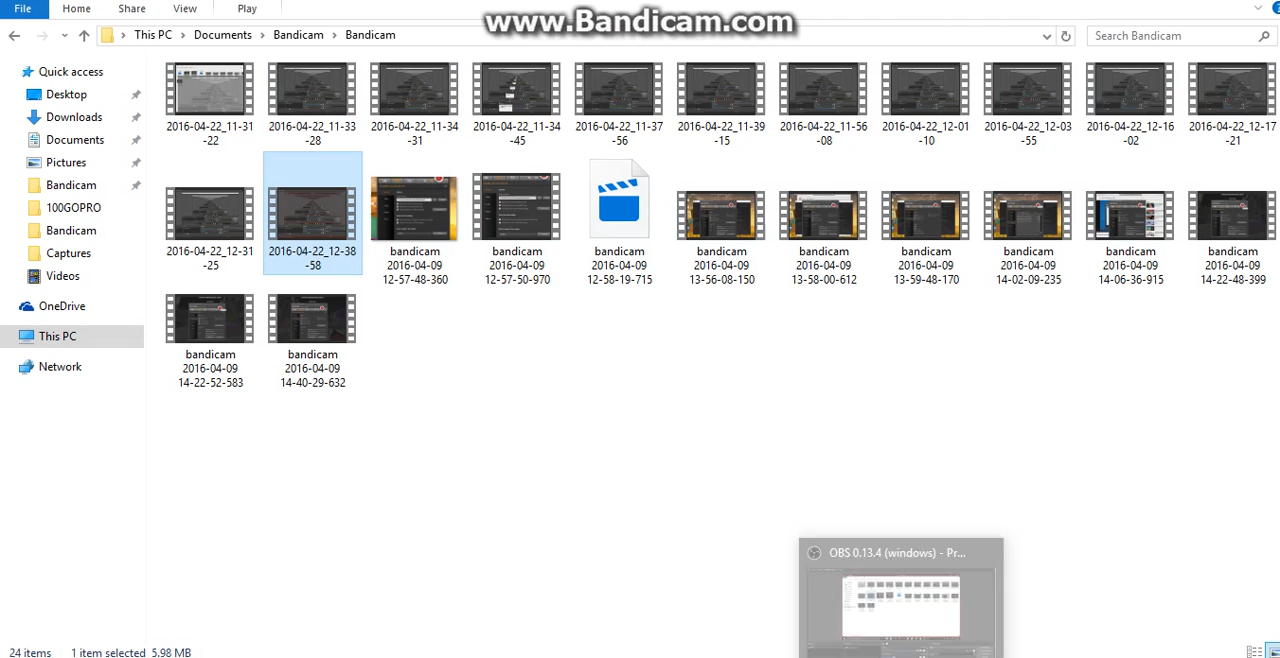 www.Bandicam.com
File Home Share View Play
This PC Documents Bandicam Bandicam
Search Bandicam
Quick access
Desktop
Downloads
Documents
Pictures
Bandicam
100GOPRO
Bandicam
Captures
Videos
OneDrive
This PC
Network
2016-04-22_11-31
-22
2016-04-22_11-33
-28
2016-04-22_11-34
-31
2016-04-22_11-34
-45
2016-04-22_11-37
-56
2016-04-22_11-39
-15
2016-04-22_11-56
-08
2016-04-22_12-01
-10
2016-04-22_12-03
-55
2016-04-22_12-16
-02
2016-04-22_12-17
-21
2016-04-22_12-31
-25
2016-04-22_12-38
-58
bandicam
2016-04-09
12-57-48-360
bandicam
2016-04-09
12-57-50-970
bandicam
2016-04-09
12-58-19-715
bandicam
2016-04-09
13-56-08-150
bandicam
2016-04-09
13-58-00-612
bandicam
2016-04-09
13-59-48-170
bandicam
2016-04-09
14-02-09-235
bandicam
2016-04-09
14-06-36-915
bandicam
2016-04-09
14-22-48-399
bandicam
2016-04-09
14-22-52-583
bandicam
2016-04-09
14-40-29-632
OBS 0.13.4 (windows) - Pr...
24 items 1 item selected 5.98 MB